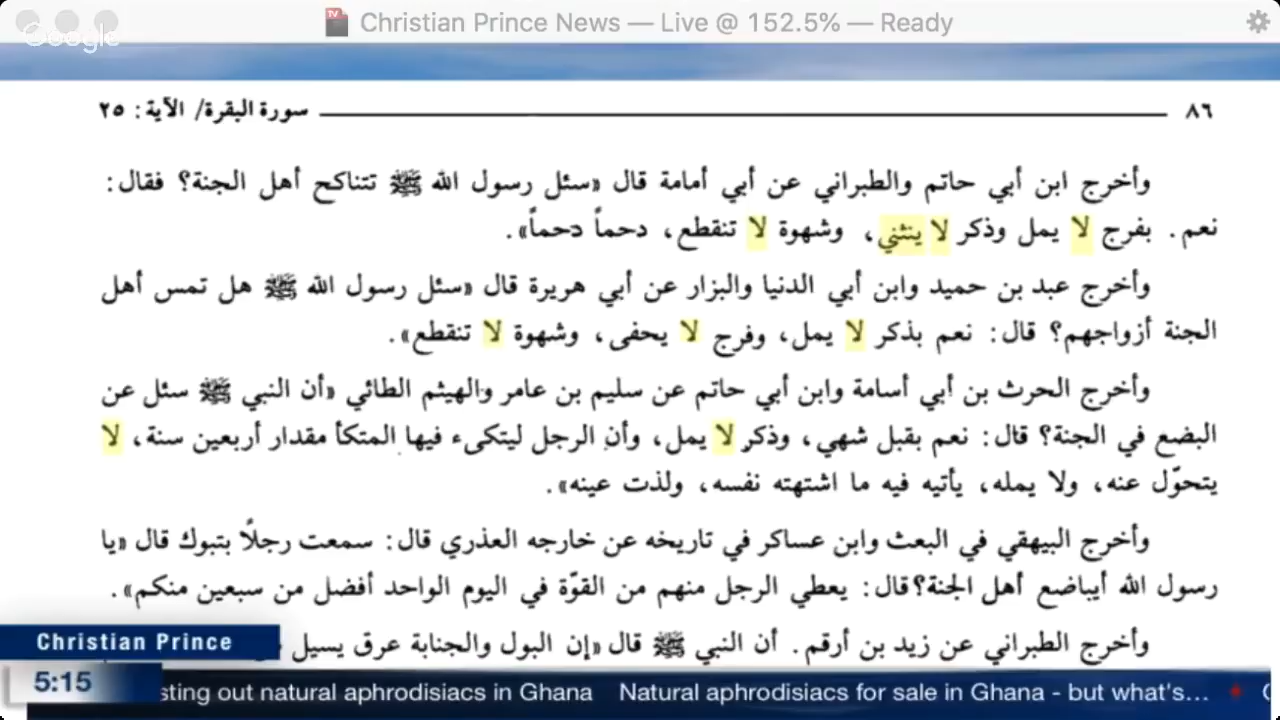 Christian Prince News — Live @ 152.5% — Ready
Google
٨٦ سورة البقرة/ الآية: ٢٥
وأخرج ابن أبي حاتم والطبراني عن أبي أمامة قال «سئل رسول الله ﷺ تتناكح أهل الجنة؟ فقال:
نعم. بفرج لا يمل وذكر لا ينثني، وشهوة لا تنقطع، دحماً دحماً».
وأخرج عبد بن حميد وابن أبي الدنيا والبزار عن أبي هريرة قال «سئل رسول الله ﷺ هل تمس أهل
الجنة أزواجهم؟ قال: نعم بذكر لا يمل، وفرج لا يحفى، وشهوة لا تنقطع».
وأخرج الحرث بن أبي أسامة وابن أبي حاتم عن سليم بن عامر والهيثم الطائي «أن النبي ﷺ سئل عن
البضع في الجنة؟ قال: نعم بقبل شهي، وذكر لا يمل، وأن الرجل ليتكىء فيها المتكأ مقدار أربعين سنة، لا
يتحوّل عنه، ولا يمله، يأتيه فيه ما اشتهته نفسه، ولذت عينه».
وأخرج البيهقي في البعث وابن عساكر في تاريخه عن خارجه العذري قال: سمعت رجلاً بتبوك قال «يا
رسول الله أيباضع أهل الجنة؟ قال: يعطي الرجل منهم من القوّة في اليوم الواحد أفضل من سبعين منكم».
وأخرج الطبراني عن زيد بن أرقم. أن النبي ﷺ قال «إن البول والجنابة عرق يسيل
Christian Prince
5:15 sting out natural aphrodisiacs in Ghana Natural aphrodisiacs for sale in Ghana - but what's...